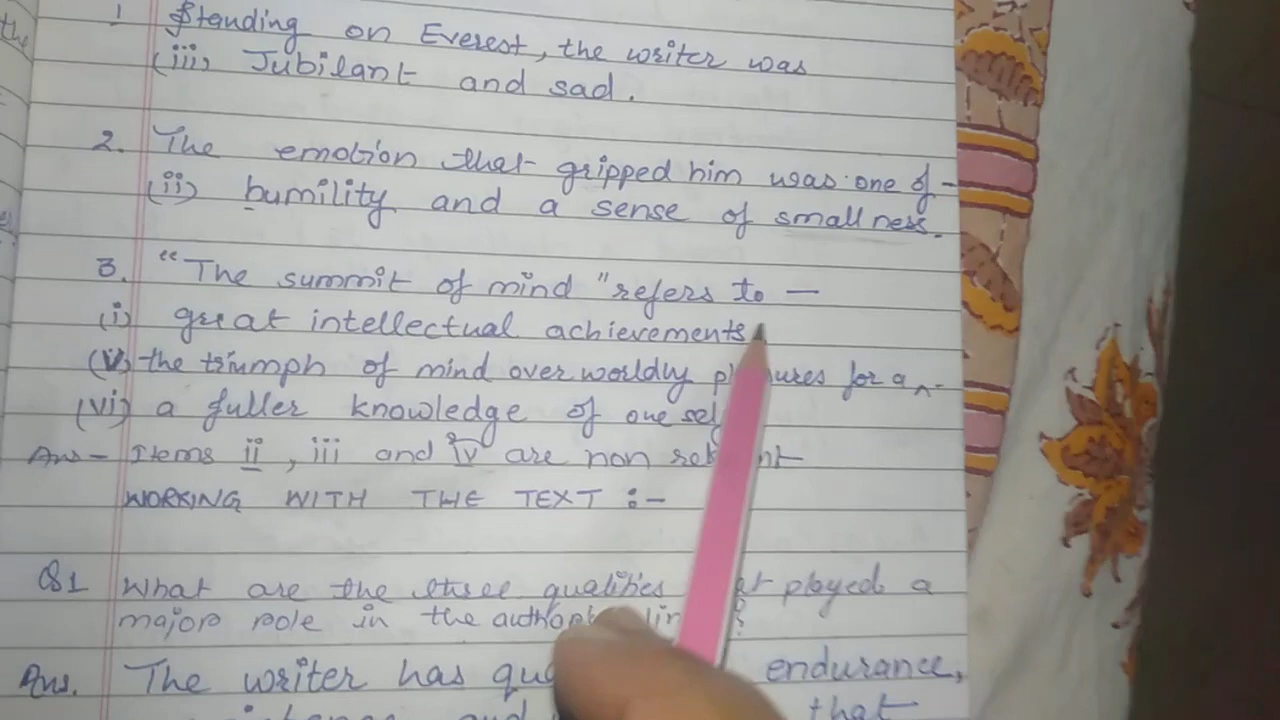 1 Standing on Everest, the writer was
(iii) Jubilant and sad.
2. The emotion that gripped him was one of -
(ii) humility and a sense of smallness.
3. "The summit of mind" refers to —
(i) great intellectual achievements
(v) the triumph of mind over worldly for a
(vi) a fuller knowledge of one
Ans - Items ii, iii and iv are non
WORKING WITH THE TEXT :-
Q1 What are the three qualities played a
major role in the
Ans. The writer has endurance,
and that